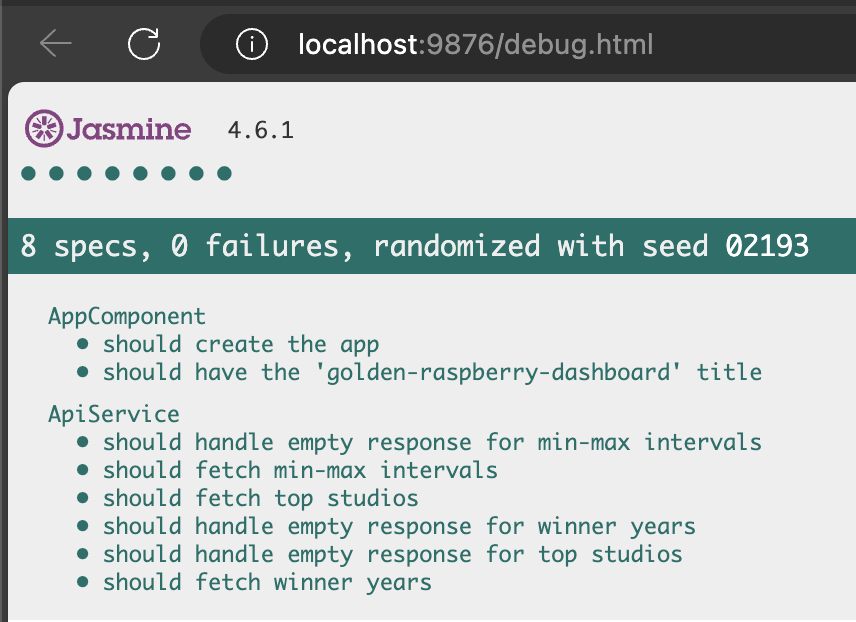 localhost:9876/debug.html
Jasmine 4.6.1
8 specs, 0 failures, randomized with seed 02193
AppComponent
• should create the app
• should have the 'golden-raspberry-dashboard' title
ApiService
• should handle empty response for min-max intervals
• should fetch min-max intervals
• should fetch top studios
• should handle empty response for winner years
• should handle empty response for top studios
• should fetch winner years